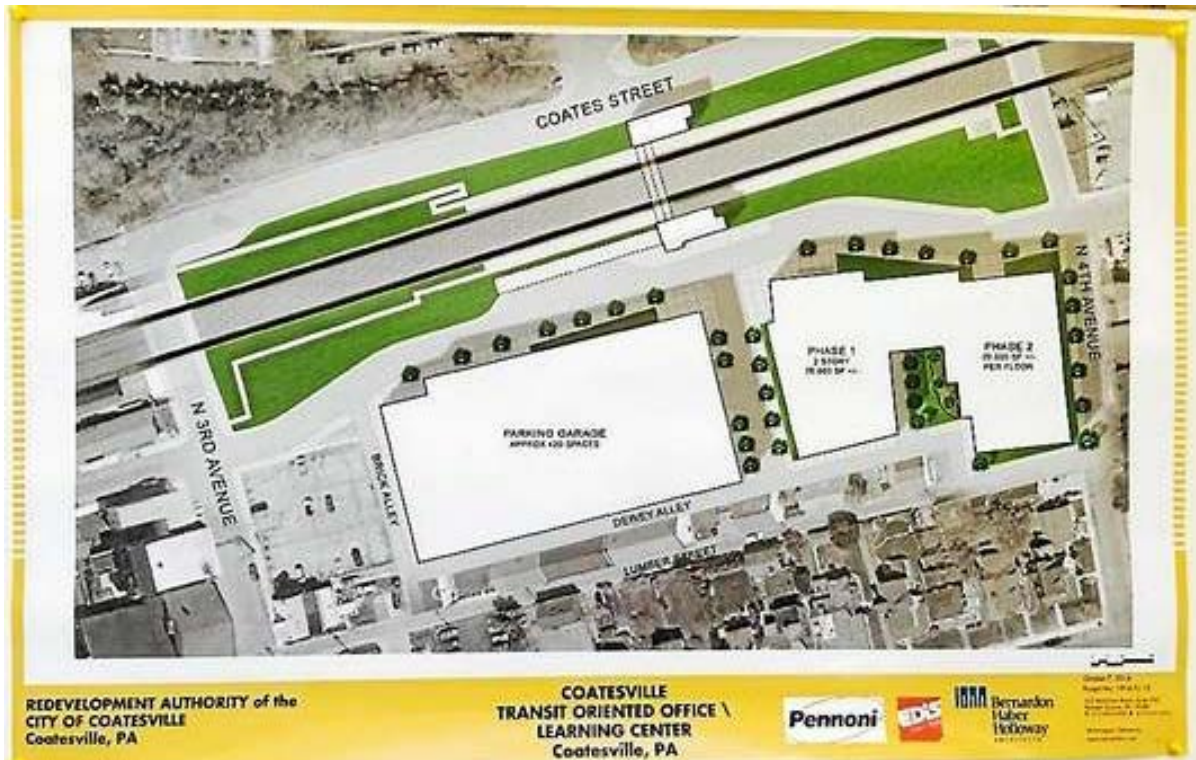 COATES STREET
N 4TH AVENUE
PHASE 1
2 STORY
PHASE 2
PER FLOOR
PARKING GARAGE
N 3RD AVENUE
BRICK ALLEY
DEWEY ALLEY
LUMBER STREET
REDEVELOPMENT AUTHORITY of the
CITY OF COATESVILLE
Coatesville, PA
COATESVILLE
TRANSIT ORIENTED OFFICE \
LEARNING CENTER
Coatesville, PA
Pennoni
EDiS
Bernardon
Haber
Holloway
ARCHITECTS